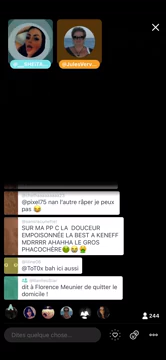 @pixel75 nan l'autre râper je peux
pas 😂
SUR MA PP C LA DOUCEUR
EMPOISONNÉE LA BEST A KENEFF
MDRRRR AHAHHA LE GROS
PHACOCHÈRE
@ToT0x bah ici aussi
dit à Florence Meunier de quitter le
domicile !
244
Dites quelque chose...